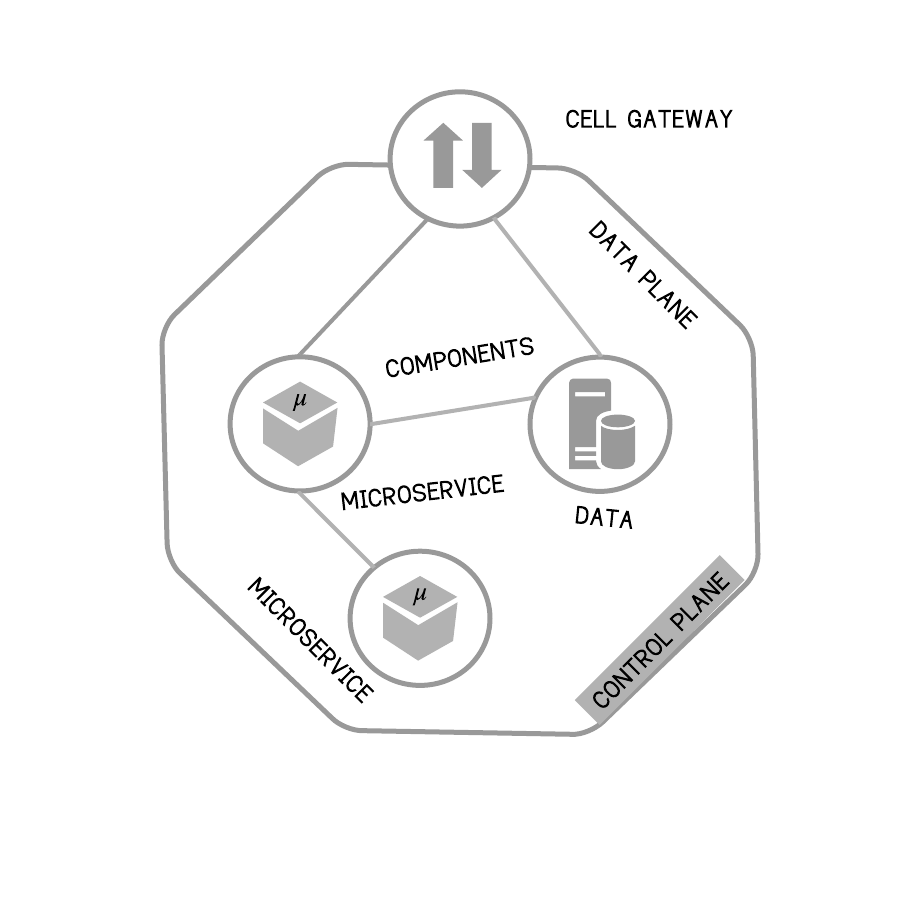 CELL GATEWAY
DATA PLANE
COMPONENTS
μ
MICROSERVICE
DATA
μ
MICROSERVICE
CONTROL PLANE